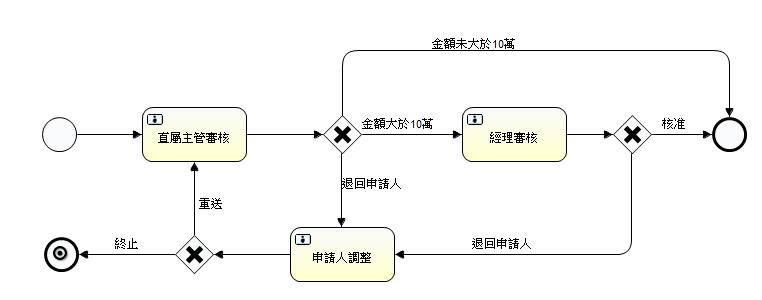 金額未大於10萬
直屬主管審核
金額大於10萬
經理審核
核准
退回申請人
重送
終止
申請人調整
退回申請人